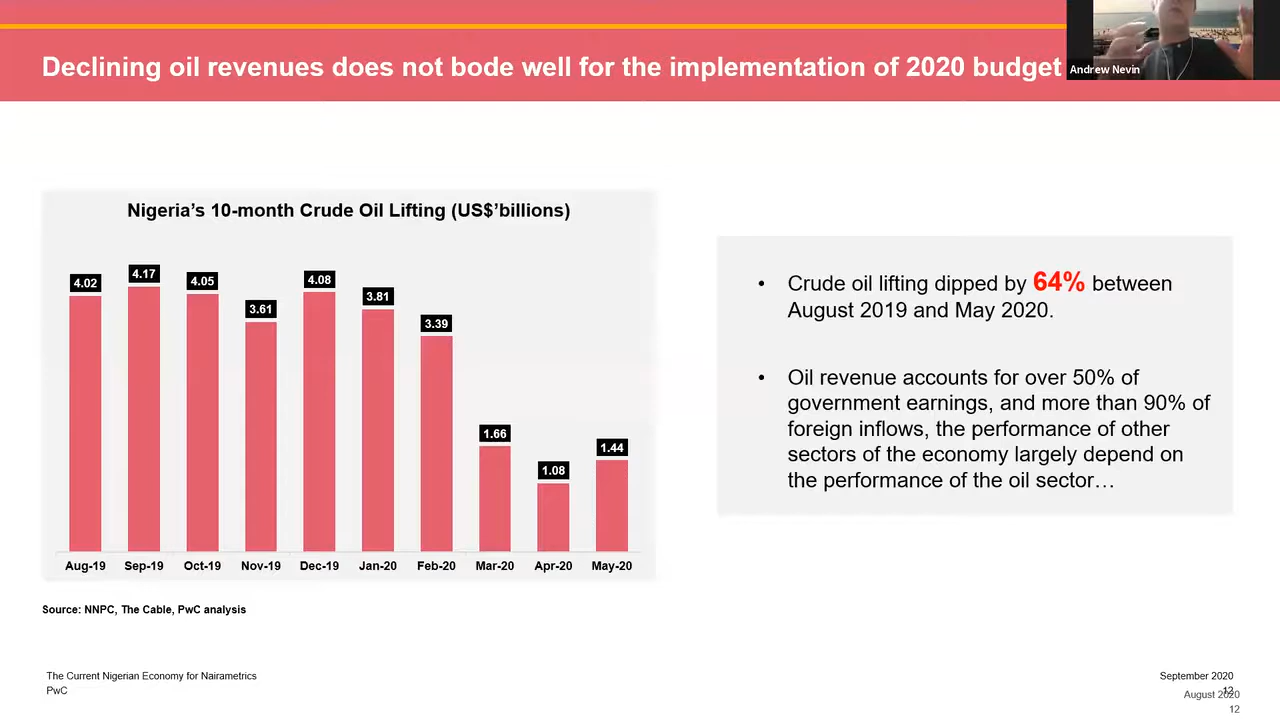 Declining oil revenues does not bode well for the implementation of 2020 budget
Andrew Nevin
Nigeria’s 10-month Crude Oil Lifting (US$’billions)
4.02
4.17
4.05
3.61
4.08
3.81
3.39
1.66
1.08
1.44
Aug-19 Sep-19 Oct-19 Nov-19 Dec-19 Jan-20 Feb-20 Mar-20 Apr-20 May-20
Source: NNPC, The Cable, PwC analysis
• Crude oil lifting dipped by 64% between
August 2019 and May 2020.
• Oil revenue accounts for over 50% of
government earnings, and more than 90% of
foreign inflows, the performance of other
sectors of the economy largely depend on
the performance of the oil sector…
The Current Nigerian Economy for Nairametrics
PwC
September 2020
August 2020
12